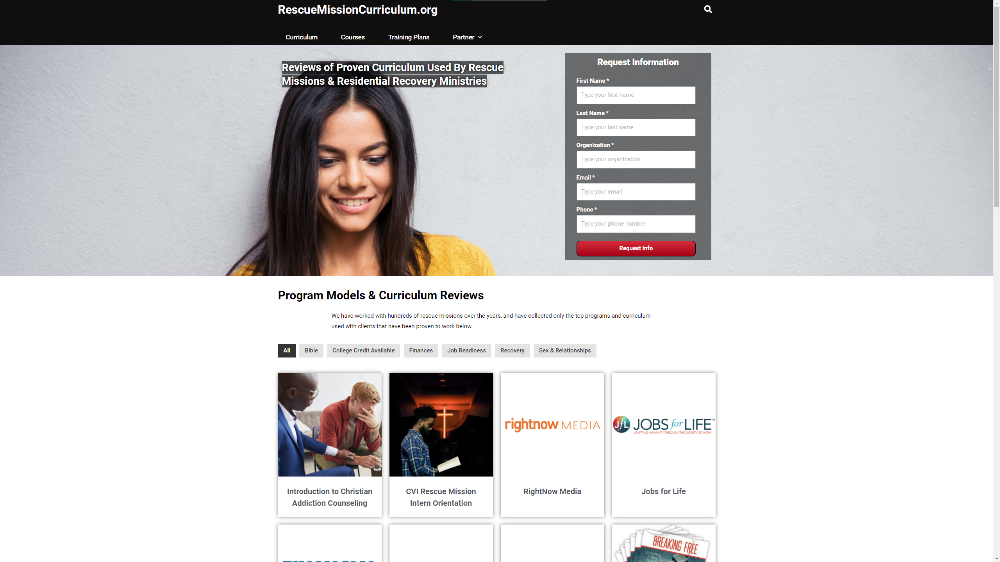 RescueMissionCurriculum.org
Curriculum
Courses
Training Plans
Partner
Reviews of Proven Curriculum Used By Rescue
Missions & Residential Recovery Ministries
Request Information
First Name *
Type your first name
Last Name *
Type your last name
Organization *
Type your organization
Email *
Type your email
Phone *
Type your phone number
Request Info
Program Models & Curriculum Reviews
We have worked with hundreds of rescue missions over the years, and have collected only the top programs and curriculum
used with clients that have been proven to work below.
All
Bible
College Credit Available
Finances
Job Readiness
Recovery
Sex & Relationships
rightnow MEDIA
JfL JOBS for LIFE™
UPLIFTING HUMANITY THROUGH THE DIGNITY OF WORK
Introduction to Christian
Addiction Counseling
CVI Rescue Mission
Intern Orientation
RightNow Media
Jobs for Life
BREAKING FREE
Establishing
A New
Normal